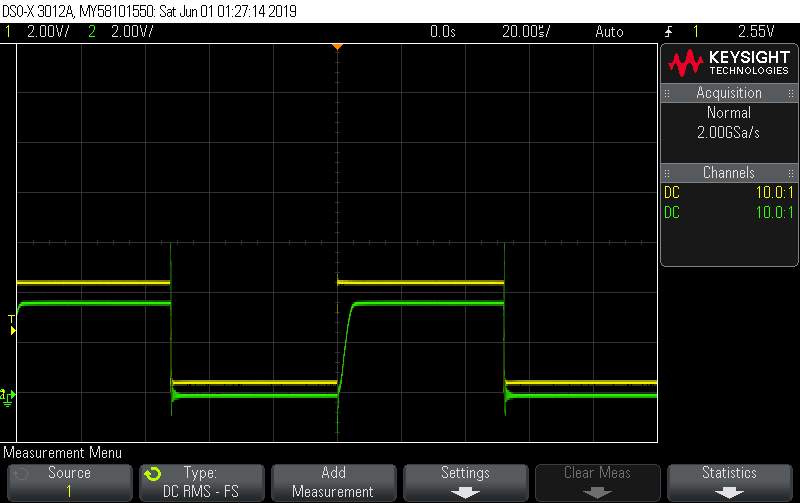 DSO-X 3012A, MY58101550: Sat Jun 01 01:27:14 2019
1 2.00V/ 2 2.00V/ 0.0s 20.00µs/ Auto 1 2.55V
KEYSIGHT
TECHNOLOGIES
Acquisition
Normal
2.00GSa/s
Channels
DC 10.0:1
DC 10.0:1
T
Measurement Menu
Source
1
Type:
DC RMS - FS
Add
Measurement
Settings
Clear Meas
Statistics